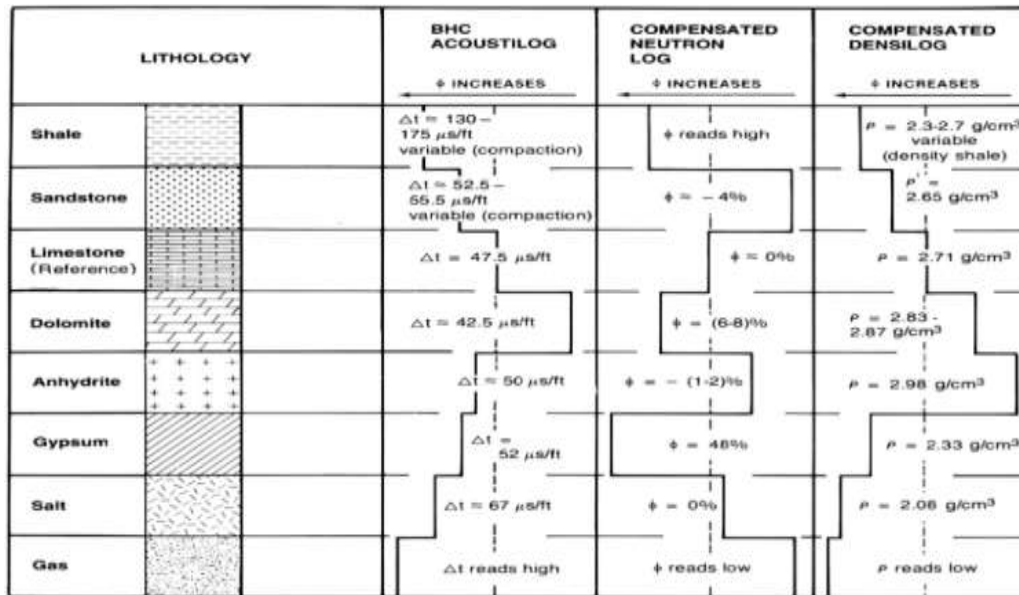 LITHOLOGY
BHC
ACOUSTILOG
COMPENSATED
NEUTRON
LOG
COMPENSATED
DENSILOG
ϕ INCREASES
ϕ INCREASES
ϕ INCREASES
Shale
Δt ≈ 130–
175 μs/ft
variable (compaction)
ϕ reads high
ρ = 2.3-2.7 g/cm³
variable
(density shale)
Sandstone
Δt ≈ 52.5–
55.5 μs/ft
variable (compaction)
ϕ ≈ – 4%
ρ =
2.65 g/cm³
Limestone
(Reference)
Δt = 47.5 μs/ft
ϕ ≈ 0%
ρ = 2.71 g/cm³
Dolomite
Δt ≈ 42.5 μs/ft
ϕ = (6-8)%
ρ = 2.83 -
2.87 g/cm³
Anhydrite
Δt ≈ 50 μs/ft
ϕ = – (1-2)%
ρ = 2.98 g/cm³
Gypsum
Δt =
52 μs/ft
ϕ = 48%
ρ = 2.33 g/cm³
Salt
Δt ≈ 67 μs/ft
ϕ = 0%
ρ = 2.06 g/cm³
Gas
Δt reads high
ϕ reads low
ρ reads low